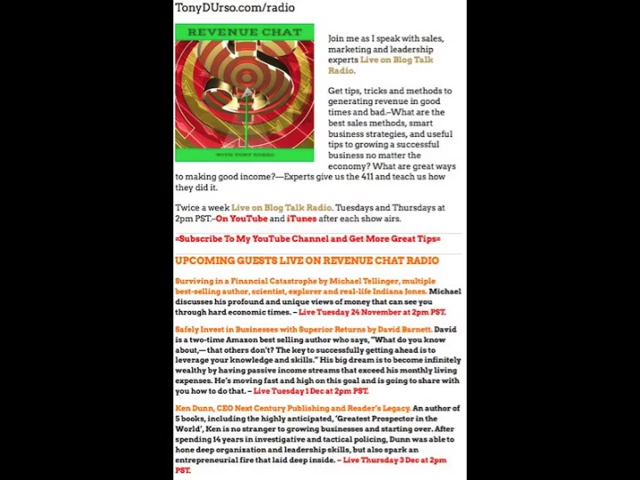 TonyDUrso.com/radio
REVENUE CHAT
WITH TONY DURSO
Join me as I speak with sales,
marketing and leadership
experts Live on Blog Talk
Radio.
Get tips, tricks and methods to
generating revenue in good
times and bad.–What are the
best sales methods, smart
business strategies, and useful
tips to growing a successful
business no matter the
economy? What are great ways
to making good income?—Experts give us the 411 and teach us how
they did it.
Twice a week Live on Blog Talk Radio. Tuesdays and Thursdays at
2pm PST.–On YouTube and iTunes after each show airs.
=Subscribe To My YouTube Channel and Get More Great Tips=
UPCOMING GUESTS LIVE ON REVENUE CHAT RADIO
Surviving in a Financial Catastrophe by Michael Tellinger, multiple
best-selling author, scientist, explorer and real-life Indiana Jones. Michael
discusses his profound and unique views of money that can see you
through hard economic times. – Live Tuesday 24 November at 2pm PST.
Safely Invest in Businesses with Superior Returns by David Barnett. David
is a two-time Amazon best selling author who says, "What do you know
about,— that others don't? The key to successfully getting ahead is to
leverage your knowledge and skills." His big dream is to become infinitely
wealthy by having passive income streams that exceed his monthly living
expenses. He's moving fast and high on this goal and is going to share with
you how to do that. – Live Tuesday 1 Dec at 2pm PST.
Ken Dunn, CEO Next Century Publishing and Reader's Legacy. An author of
5 books, including the highly anticipated, 'Greatest Prospector in the
World', Ken is no stranger to growing businesses and starting over. After
spending 14 years in investigative and tactical policing, Dunn was able to
hone deep organization and leadership skills, but also spark an
entrepreneurial fire that laid deep inside. – Live Thursday 3 Dec at 2pm
PST.